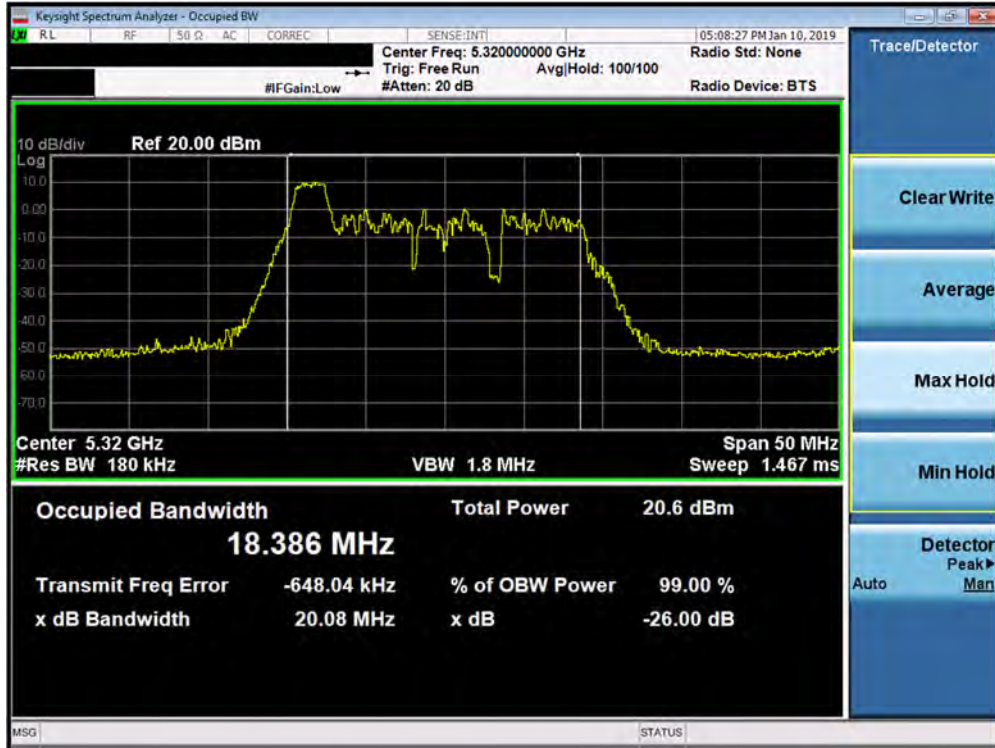 Keysight Spectrum Analyzer - Occupied BW
LXI RL RF 50 Ω AC CORREC SENSE:INT 05:08:27 PM Jan 10, 2019
Center Freq: 5.320000000 GHz Radio Std: None
Trig: Free Run Avg|Hold: 100/100
#IFGain:Low #Atten: 20 dB Radio Device: BTS
10 dB/div Ref 20.00 dBm
Log
10.0
0.00
-10.0
-20.0
-30.0
-40.0
-50.0
-60.0
-70.0
Center 5.32 GHz Span 50 MHz
#Res BW 180 kHz VBW 1.8 MHz Sweep 1.467 ms
Occupied Bandwidth Total Power 20.6 dBm
18.386 MHz
Transmit Freq Error -648.04 kHz % of OBW Power 99.00 %
x dB Bandwidth 20.08 MHz x dB -26.00 dB
MSG STATUS
Trace/Detector
Clear Write
Average
Max Hold
Min Hold
Detector
Peak▶
Auto Man